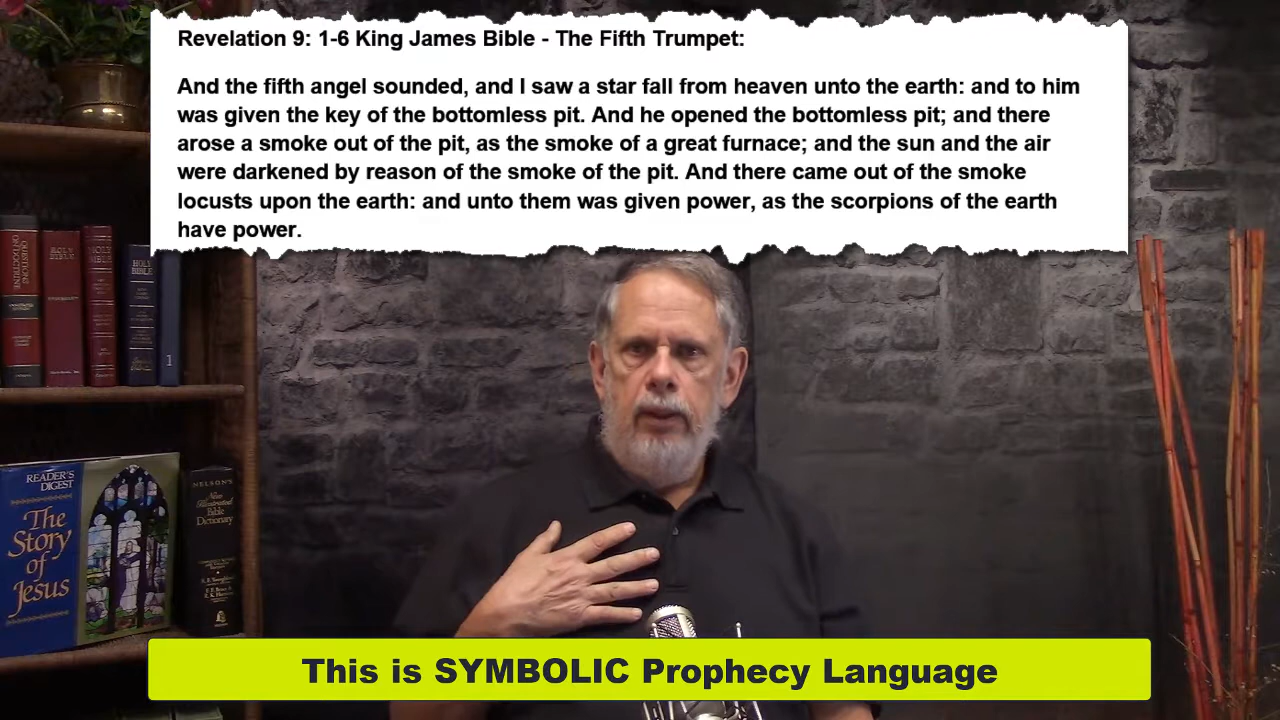 Revelation 9: 1-6 King James Bible - The Fifth Trumpet:
And the fifth angel sounded, and I saw a star fall from heaven unto the earth: and to him
was given the key of the bottomless pit. And he opened the bottomless pit; and there
arose a smoke out of the pit, as the smoke of a great furnace; and the sun and the air
were darkened by reason of the smoke of the pit. And there came out of the smoke
locusts upon the earth: and unto them was given power, as the scorpions of the earth
have power.
QUESTIONS
ON DOCTRINE
HOLY
BIBLE
HOLY
BIBLE
HOLY
BIBLE
1
READER'S
DIGEST
The
Story
of
Jesus
NELSON'S
New
Illustrated
Bible
Dictionary
This is SYMBOLIC Prophecy Language